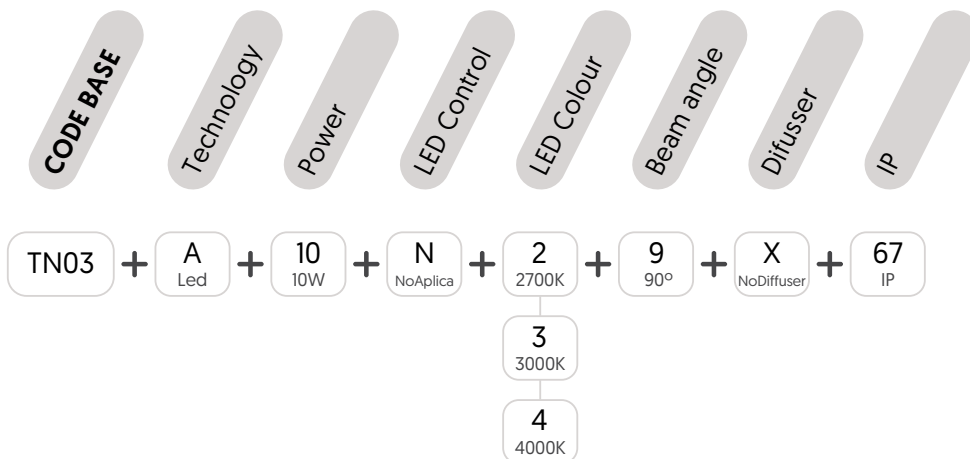 CODE BASE
Technology
Power
LED Control
LED Colour
Beam angle
Difusser
IP
TN03 + A + 10 + N + 2 + 9 + X + 67
Led 10W NoAplica 2700K 90º NoDiffuser IP
3
3000K
4
4000K